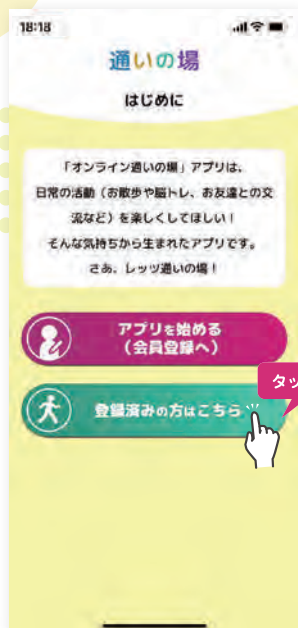 18:18
通いの場
はじめに
「オンライン通いの場」アプリは、
日常の活動（お散歩や脳トレ、お友達との交
流など）を楽しくしてほしい！
そんな気持ちから生まれたアプリです。
さあ、レッツ通いの場！
アプリを始める
（会員登録へ）
登録済みの方はこちら
タッ